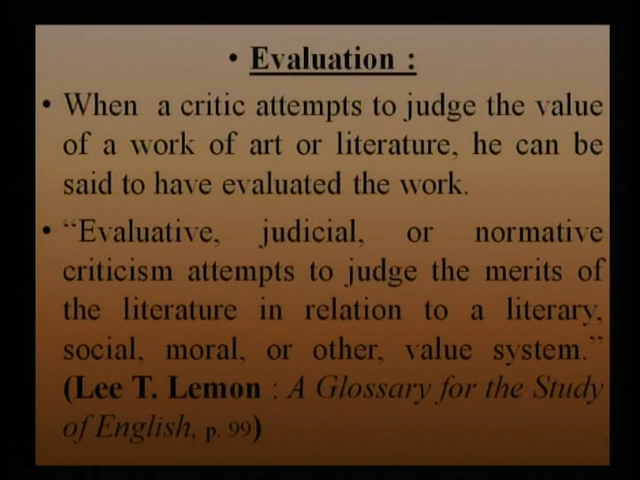 • Evaluation :
• When a critic attempts to judge the value
of a work of art or literature, he can be
said to have evaluated the work.
• “Evaluative, judicial, or normative
criticism attempts to judge the merits of
the literature in relation to a literary,
social, moral, or other, value system.”
(Lee T. Lemon : A Glossary for the Study
of English, p. 99)